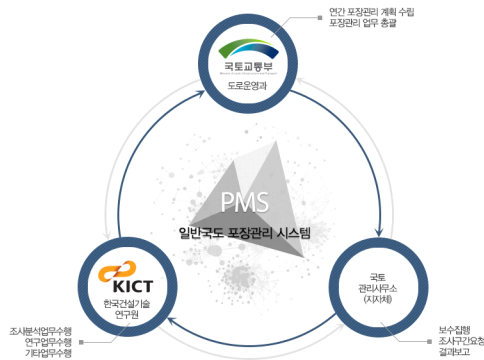 연간 포장관리 계획 수립
포장관리 업무 총괄
국토교통부
도로운영과
PMS
일반국도 포장관리 시스템
KICT
한국건설기술
연구원
국토
관리사무소
(지자체)
조사분석업무수행
연구업무수행
기타업무수행
보수집행
조사구간요청
결과보고